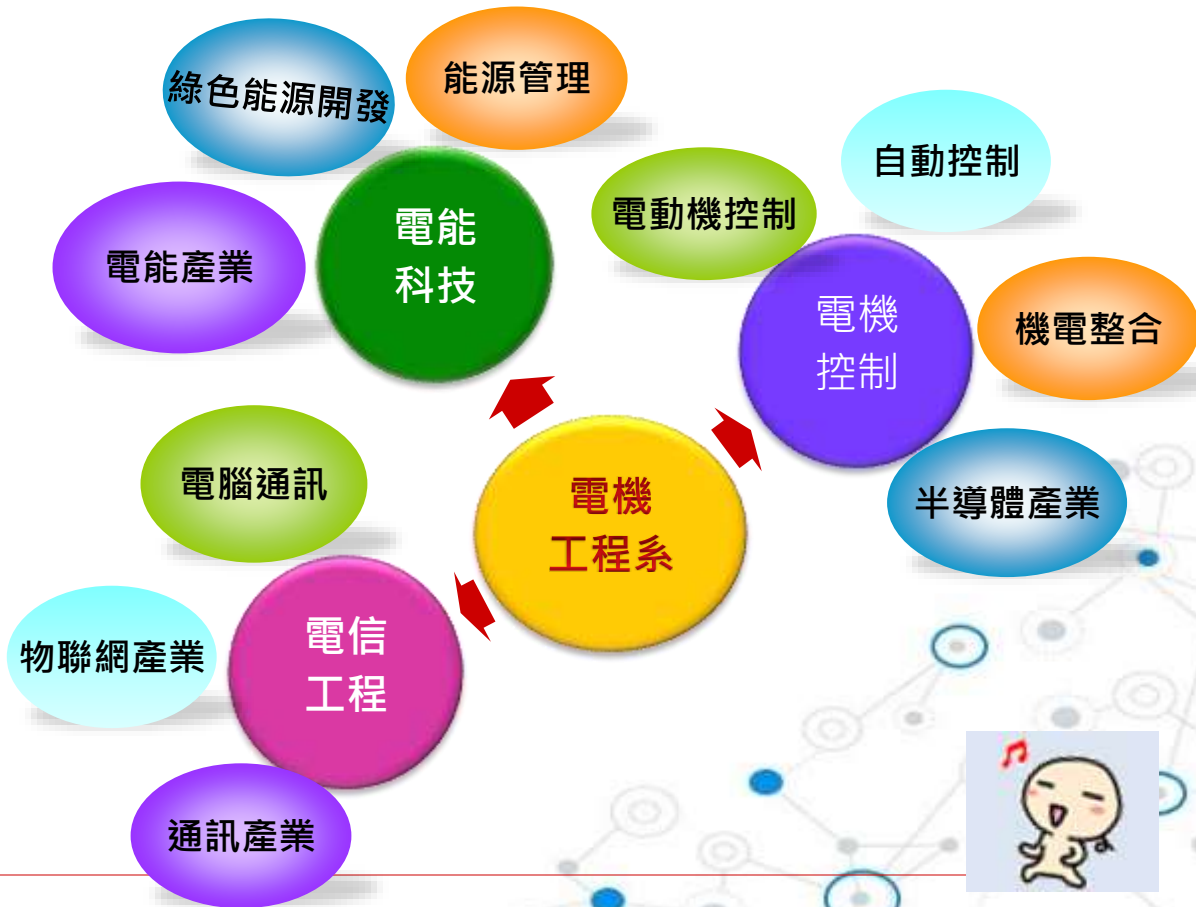 綠色能源開發
能源管理
電能產業
電能
科技
電動機控制
自動控制
電機
控制
機電整合
半導體產業
電機
工程系
電腦通訊
物聯網產業
電信
工程
通訊產業